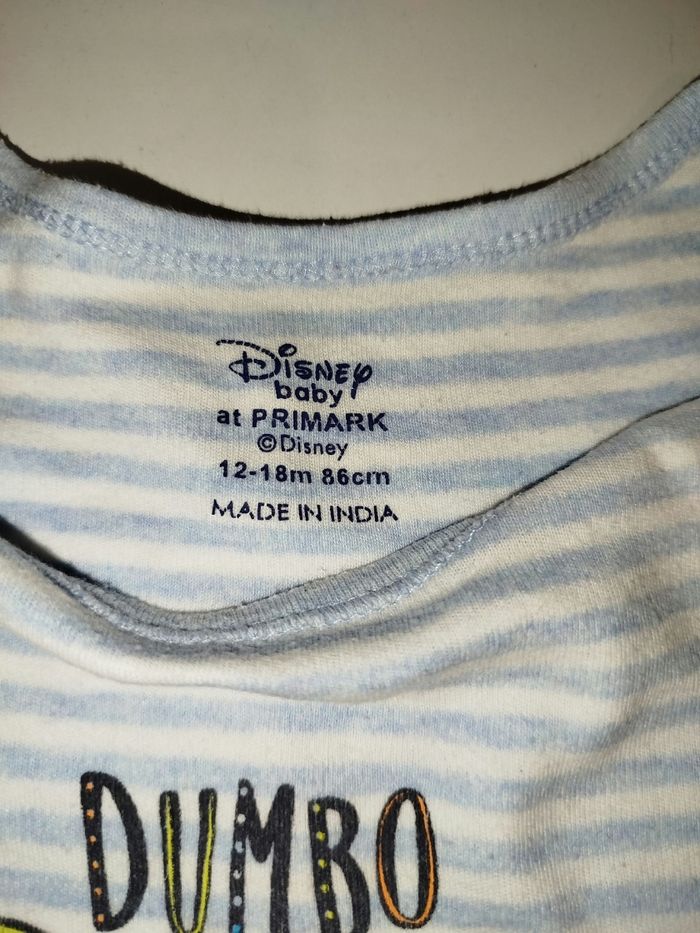 Disney
baby
at PRIMARK
©Disney
12-18m 86cm
MADE IN INDIA
DUMBO